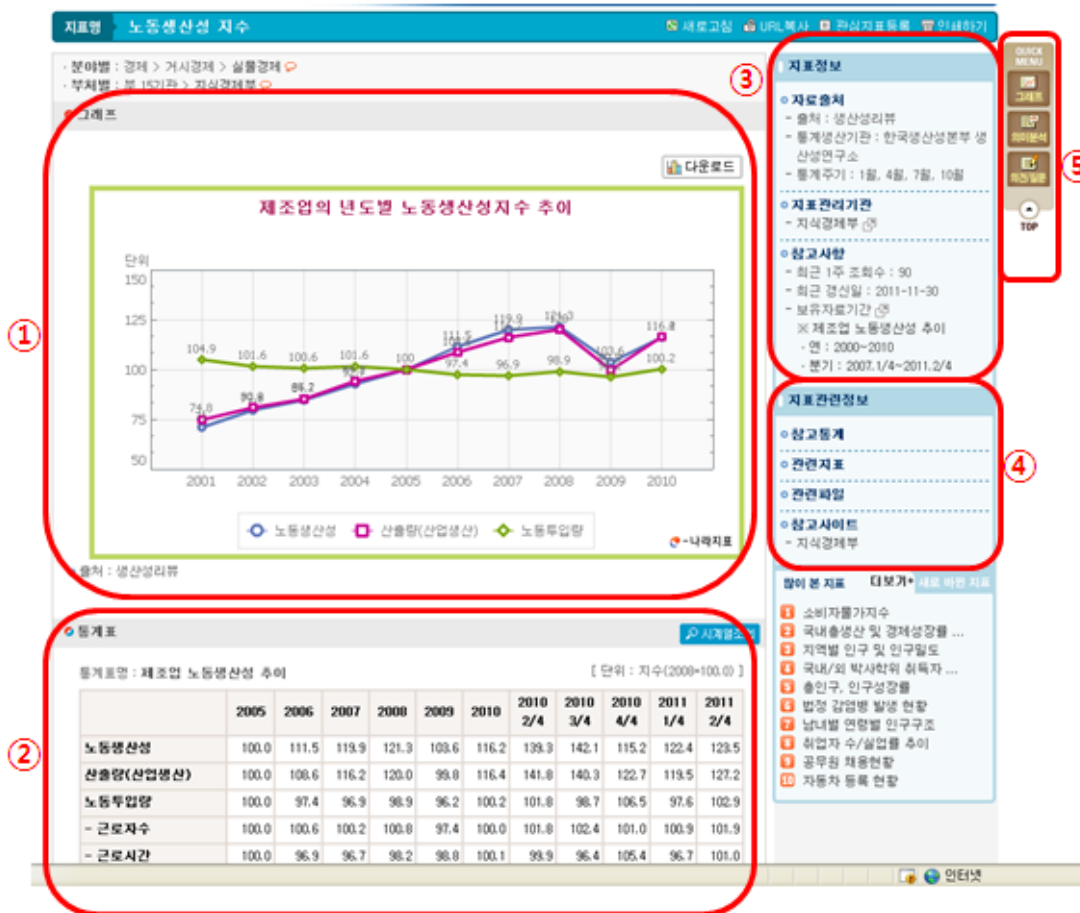 지표명 노동생산성 지수
새로고침 URL복사 관심지표등록 인쇄하기
· 분야별 : 경제 > 거시경제 > 실물경제
· 부처별 : 부 15기관 > 지식경제부
그래프
다운로드
제조업의 년도별 노동생산성지수 추이
단위
150
125
100
75
50
104.9 101.6 100.6 101.6 100 97.4 96.9 98.9 100.2
111.5 119.9 103.6
2001 2002 2003 2004 2005 2006 2007 2008 2009 2010
노동생산성 산출량(산업생산) 노동투입량
e-나라지표
출처 : 생산성리뷰
①
통계표
통계표명 : 제조업 노동생산성 추이
2005 2006 2007 2008 2009 2010 2010 2/4 2010 3/4 2010 4/4 2011 1/4 2011 2/4
노동생산성 100.0 111.5 119.9 121.3 103.6 116.2 139.3 142.1 115.2 122.4 123.5
산출량(산업생산) 100.0 108.6 116.2 120.0 99.8 116.4 141.8 140.3 122.7 119.5 127.2
노동투입량 100.0 97.4 96.9 98.9 96.2 100.2 101.8 98.7 106.5 97.6 102.9
- 근로자수 100.0 100.6 100.2 100.8 97.4 100.0 101.8 102.4 101.0 100.9 101.9
- 근로시간 100.0 96.9 96.7 98.2 98.8 100.1 99.9 96.4 105.4 96.7 101.0
②
③
지표정보
자료출처
- 출처 : 생산성리뷰
- 통계생산기관 : 한국생산성본부 생
산성연구소
- 통계주기 : 1월, 4월, 7월, 10월
지표관리기관
- 지식경제부
참고사항
- 최근 1주 조회수 : 90
- 최근 갱신일 : 2011-11-30
- 보유자료기간
※ 제조업 노동생산성 추이
· 연 : 2000~2010
· 분기 : 2007.1/4~2011.2/4
지표관련정보
참고통계
관련지표
관련파일
참고사이트
- 지식경제부
④
많이 본 지표 더보기+ 새로 바뀐 지표
1 소비자물가지수
2 국내총생산 및 경제성장률 ...
3 지역별 인구 및 인구밀도
4 국내/외 박사학위 취득자 ...
5 총인구, 인구성장률
6 법정 감염병 발생 현황
7 남녀별 연령별 인구구조
8 취업자 수/실업률 추이
9 공무원 채용현황
10 자동차 등록 현황
QUICK
MENU
그래프
의미분석
의견/질문
TOP
⑤
인터넷